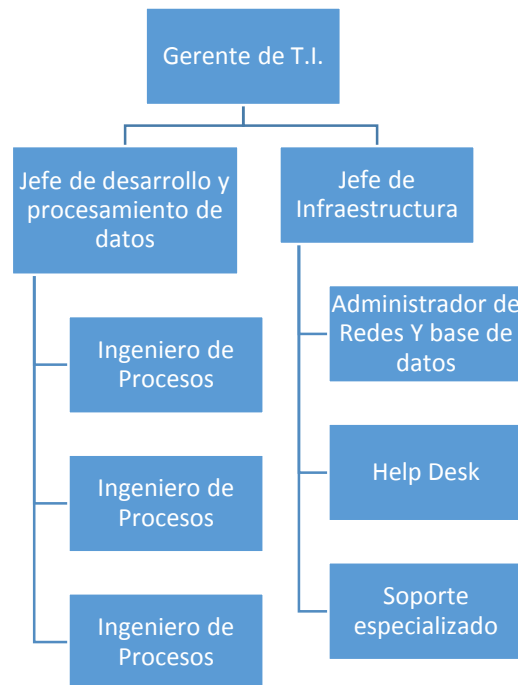 Gerente de T.I.
Jefe de desarrollo y
procesamiento de
datos
Jefe de
Infraestructura
Ingeniero de
Procesos
Ingeniero de
Procesos
Ingeniero de
Procesos
Administrador de
Redes Y base de
datos
Help Desk
Soporte
especializado